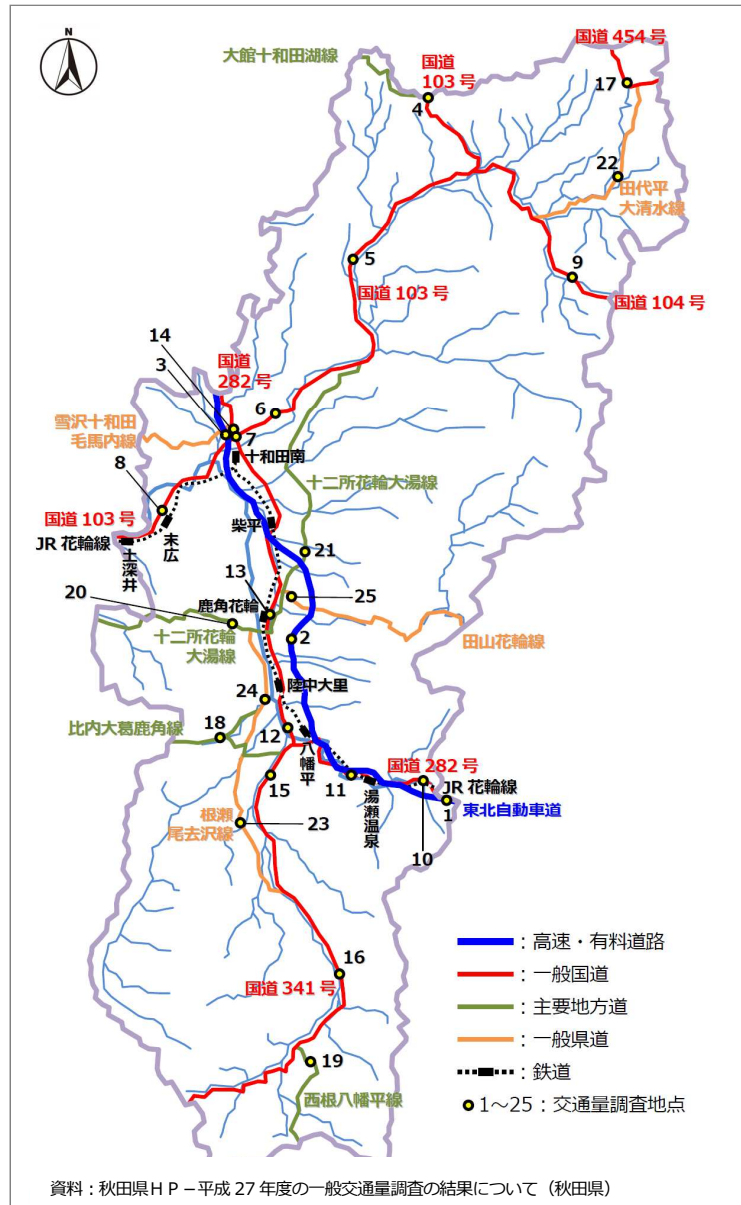 N
大館十和田湖線
国道
103 号
4
国道 454 号
17
22
田代平
大清水線
5
国道 103 号
9
国道 104 号
14
3
国道
282 号
6
雪沢十和田
毛馬内線
7
十和田南
8
国道 103 号
JR 花輪線
土深井
末広
柴平
十二所花輪大湯線
21
13
20
鹿角花輪
25
十二所花輪
大湯線
2
田山花輪線
陸中大里
24
比内大葛鹿角線
18
12
八幡平
国道 282 号
JR 花輪線
15
11
湯瀬温泉
1
東北自動車道
根瀬
尾去沢線
23
10
16
国道 341 号
19
西根八幡平線
：高速・有料道路
：一般国道
：主要地方道
：一般県道
：鉄道
1～25：交通量調査地点
資料：秋田県ＨＰ－平成 27 年度の一般交通量調査の結果について（秋田県）